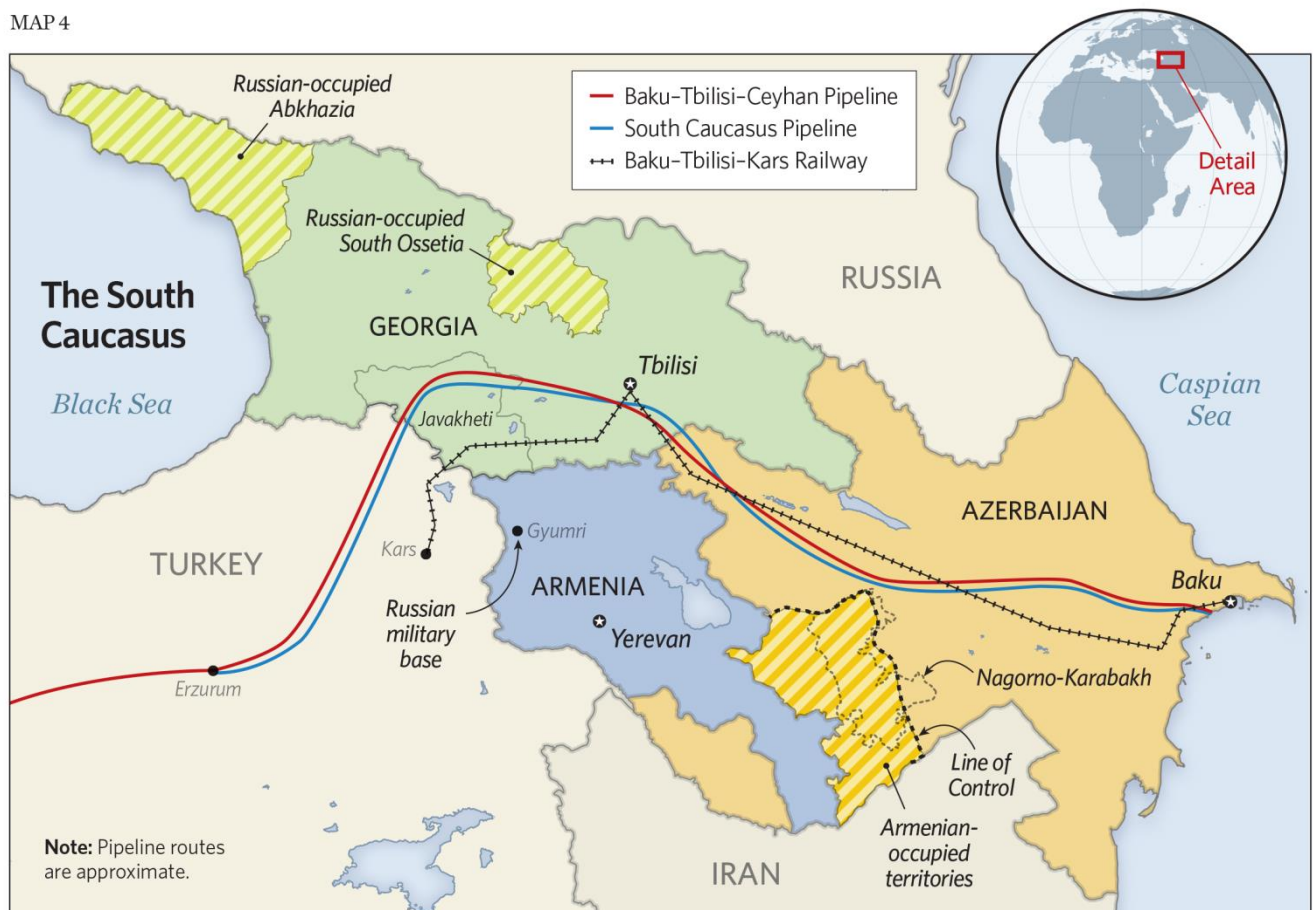 MAP 4
Russian-occupied
Abkhazia
Baku–Tbilisi–Ceyhan Pipeline
South Caucasus Pipeline
Baku–Tbilisi–Kars Railway
Detail
Area
Russian-occupied
South Ossetia
RUSSIA
The South
Caucasus
GEORGIA
Black Sea
Tbilisi
Caspian
Sea
Javakheti
AZERBAIJAN
TURKEY
Kars
Gyumri
ARMENIA
Baku
Russian
military
base
Yerevan
Nagorno-Karabakh
Erzurum
Line of
Control
Armenian-
occupied
territories
Note: Pipeline routes
are approximate.
IRAN